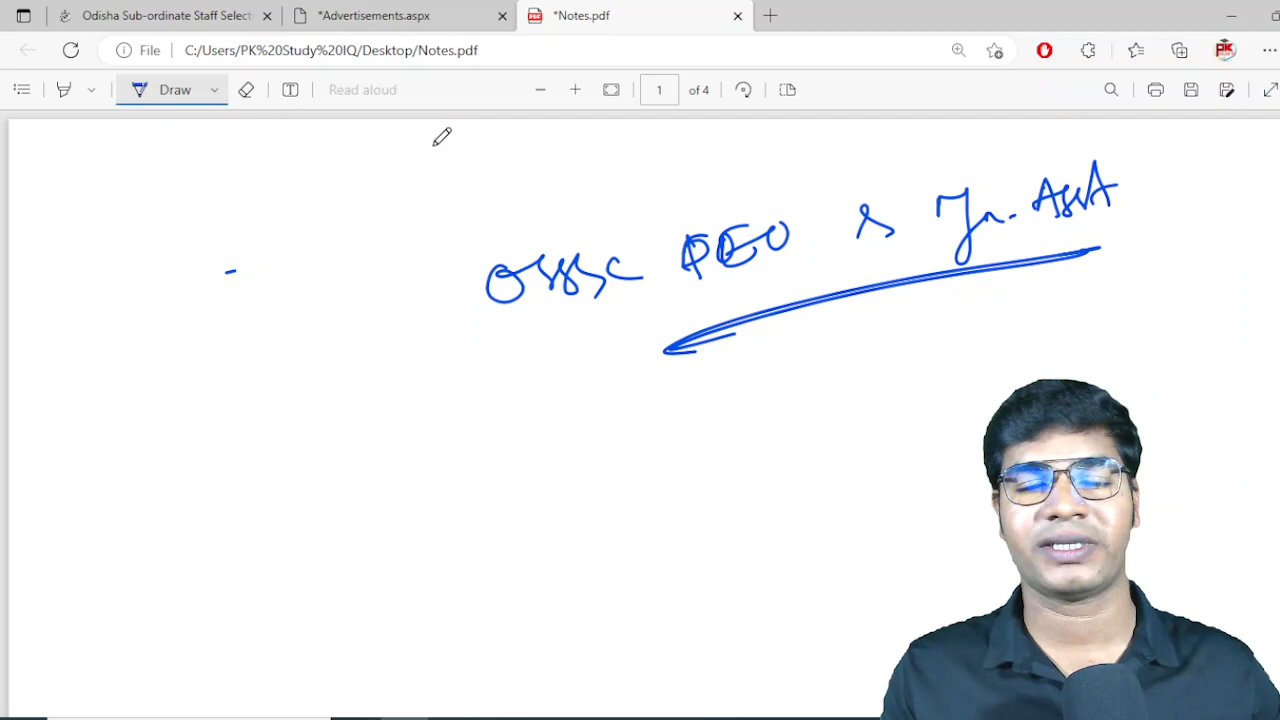 Odisha Sub-ordinate Staff Select
*Advertisements.aspx
*Notes.pdf
File
C:/Users/PK%20Study%20IQ/Desktop/Notes.pdf
PK
Draw
Read aloud
1
of 4
OSSSC PEO & Jr. Asst